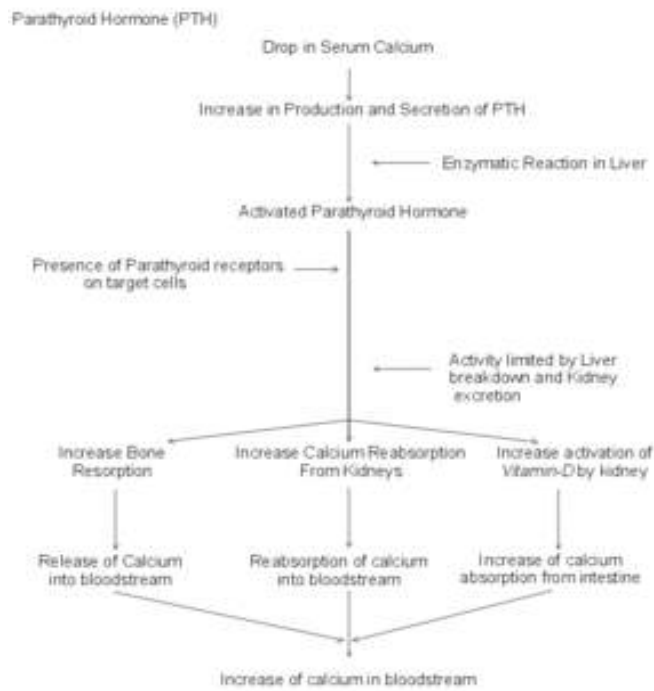 Parathyroid Hormone (PTH)
Drop in Serum Calcium
Increase in Production and Secretion of PTH
Enzymatic Reaction in Liver
Activated Parathyroid Hormone
Presence of Parathyroid receptors
on target cells
Activity limited by Liver
breakdown and Kidney
excretion
Increase Bone
Resorption
Increase Calcium Reabsorption
From Kidneys
Increase activation of
Vitamin-D by kidney
Release of Calcium
into bloodstream
Reabsorption of calcium
into bloodstream
Increase of calcium
absorption from intestine
Increase of calcium in bloodstream